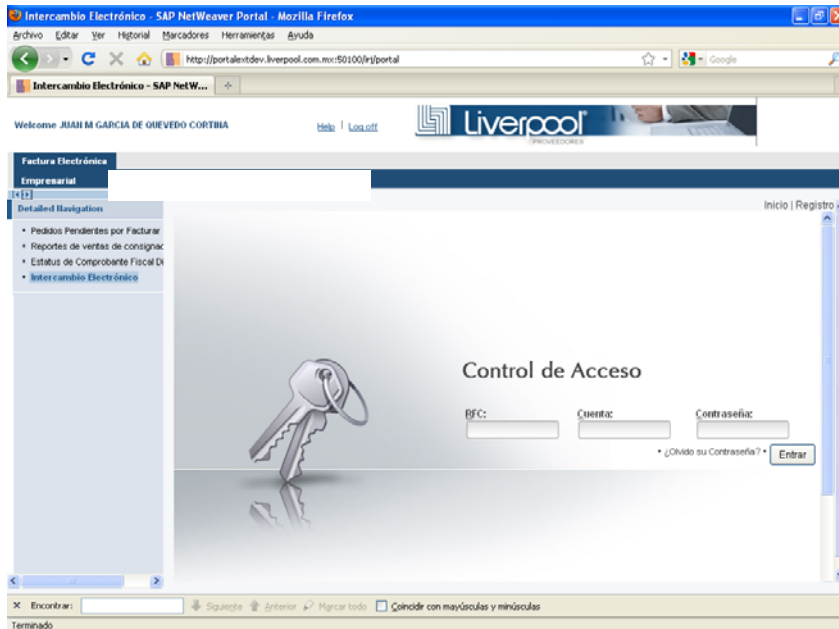 Intercambio Electrónico - SAP NetWeaver Portal - Mozilla Firefox
Archivo Editar Ver Historial Marcadores Herramientas Ayuda
http://portalextdev.liverpool.com.mx:50100/irj/portal
Google
Intercambio Electrónico - SAP NetW...
Welcome JUAN M GARCIA DE QUEVEDO CORTINA
Help | Log off
Liverpool
PROVEEDORES
Factura Electrónica
Empresarial
Detailed Navigation
Inicio | Registro
• Pedidos Pendientes por Facturar
• Reportes de ventas de consignac
• Estatus de Comprobante Fiscal Di
• Intercambio Electrónico
Control de Acceso
RFC: Cuenta: Contraseña:
• ¿Olvido su Contraseña? • Entrar
Encontrar: Siguiente Anterior Marcar todo Coincidir con mayúsculas y minúsculas
Terminado